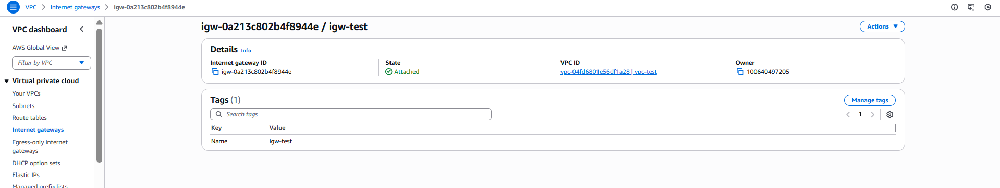 VPC > Internet gateways > igw-0a213c802b4f8944e
VPC dashboard
AWS Global View
Filter by VPC
Virtual private cloud
Your VPCs
Subnets
Route tables
Internet gateways
Egress-only internet
gateways
DHCP option sets
Elastic IPs
Managed prefix lists
igw-0a213c802b4f8944e / igw-test
Actions
Details Info
Internet gateway ID
igw-0a213c802b4f8944e
State
Attached
VPC ID
vpc-04fd6801e56df1a28 | vpc-test
Owner
100640497205
Tags (1)
Manage tags
Search tags
1
Key Value
Name igw-test